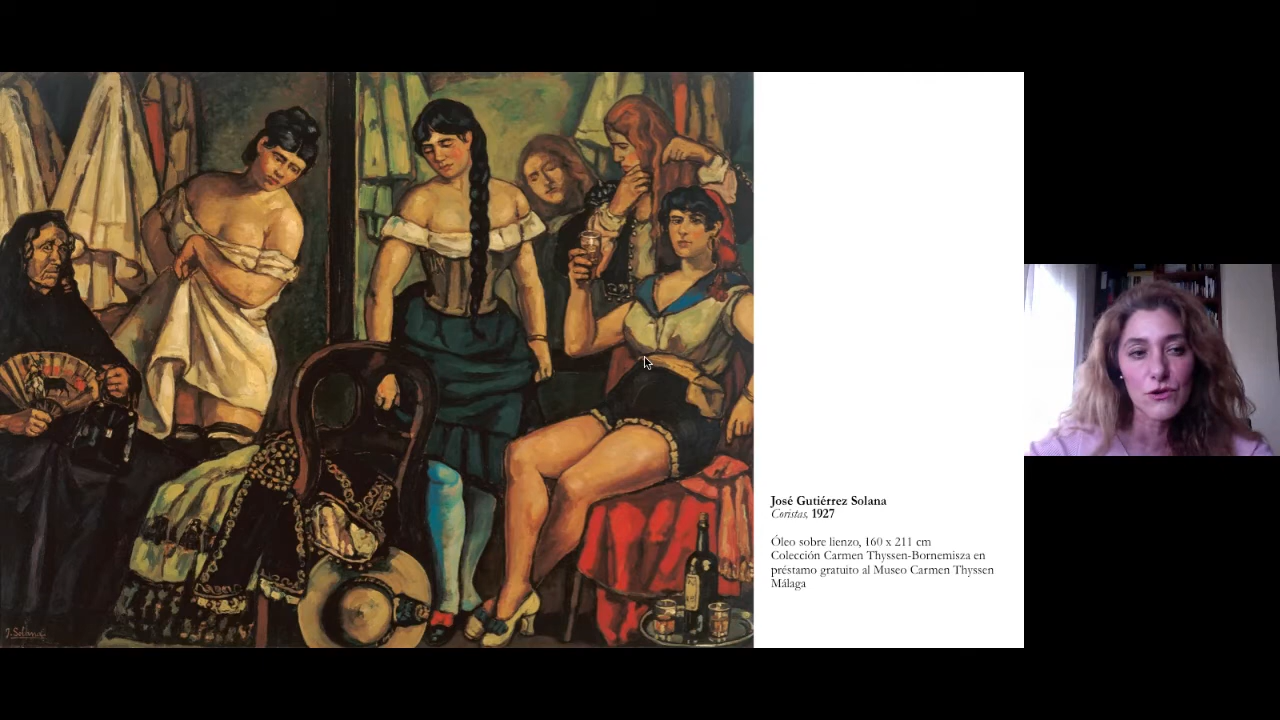 José Gutiérrez Solana
Coristas, 1927
Óleo sobre lienzo, 160 x 211 cm
Colección Carmen Thyssen-Bornemisza en
préstamo gratuito al Museo Carmen Thyssen
Málaga
J. Solana